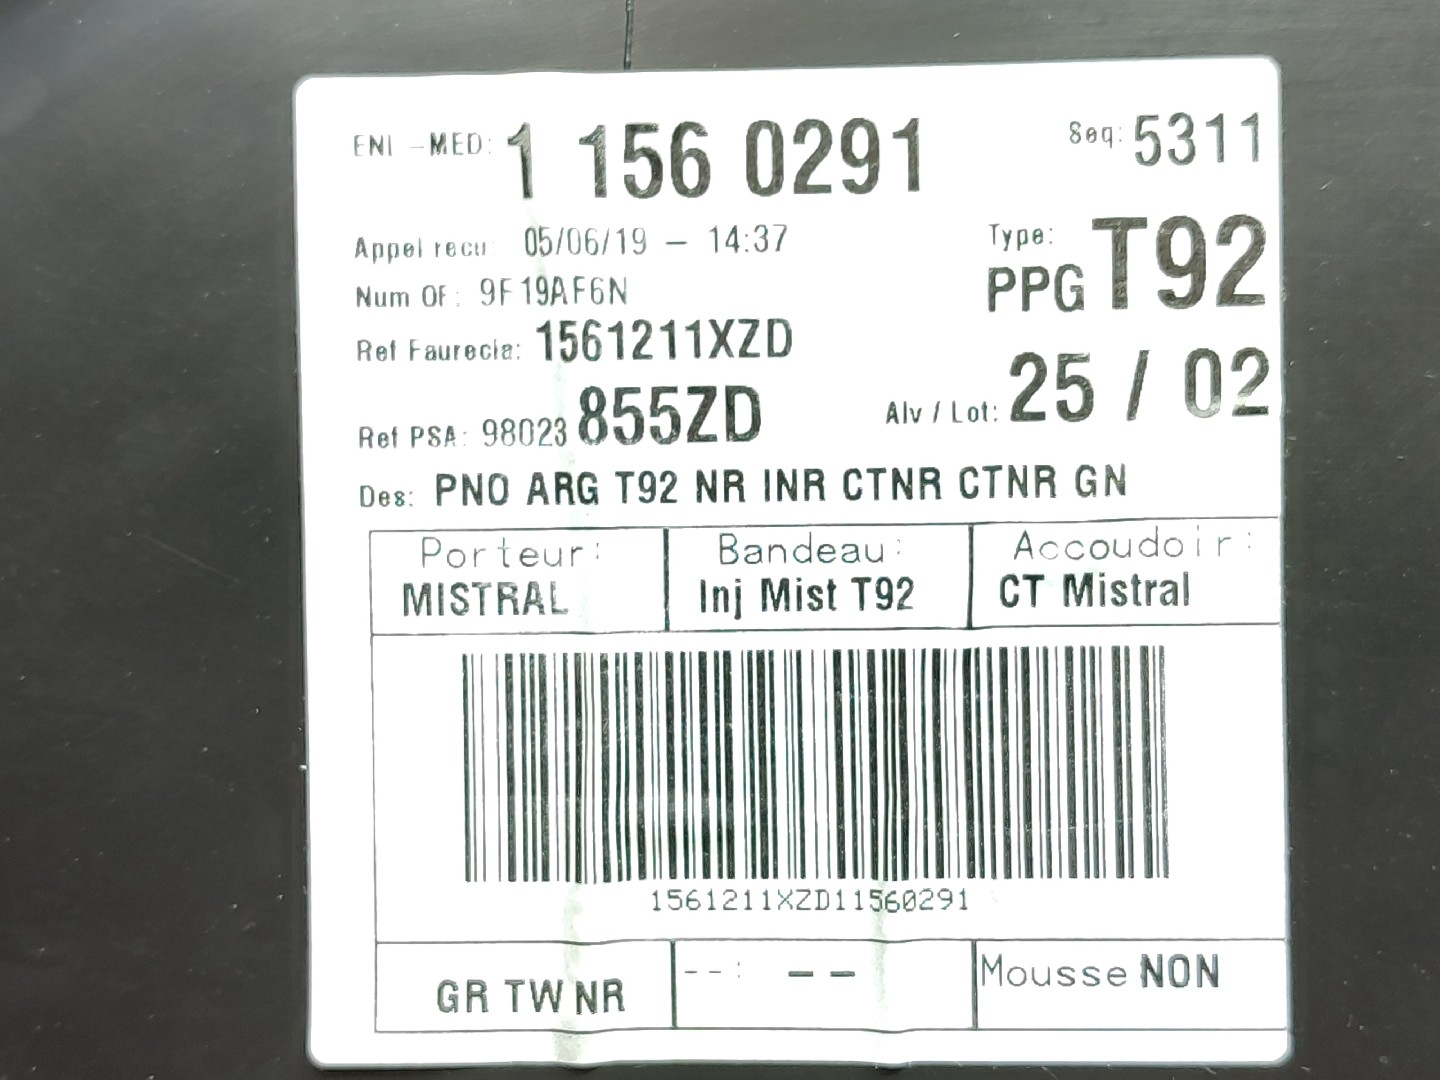 ENI -MED: 1 156 0291 Seq: 5311
Appel recu: 05/06/19 - 14:37 Type:
PPG T92
Num OF: 9F19AF6N
Ref Faurecia: 1561211XZD
Ref PSA: 98023 855ZD Alv / Lot: 25 / 02
Des: PNO ARG T92 NR INR CTNR CTNR GN
Porteur: Bandeau: Accoudoir:
MISTRAL Inj Mist T92 CT Mistral
1561211XZD11560291
GR TW NR --: -- Mousse NON